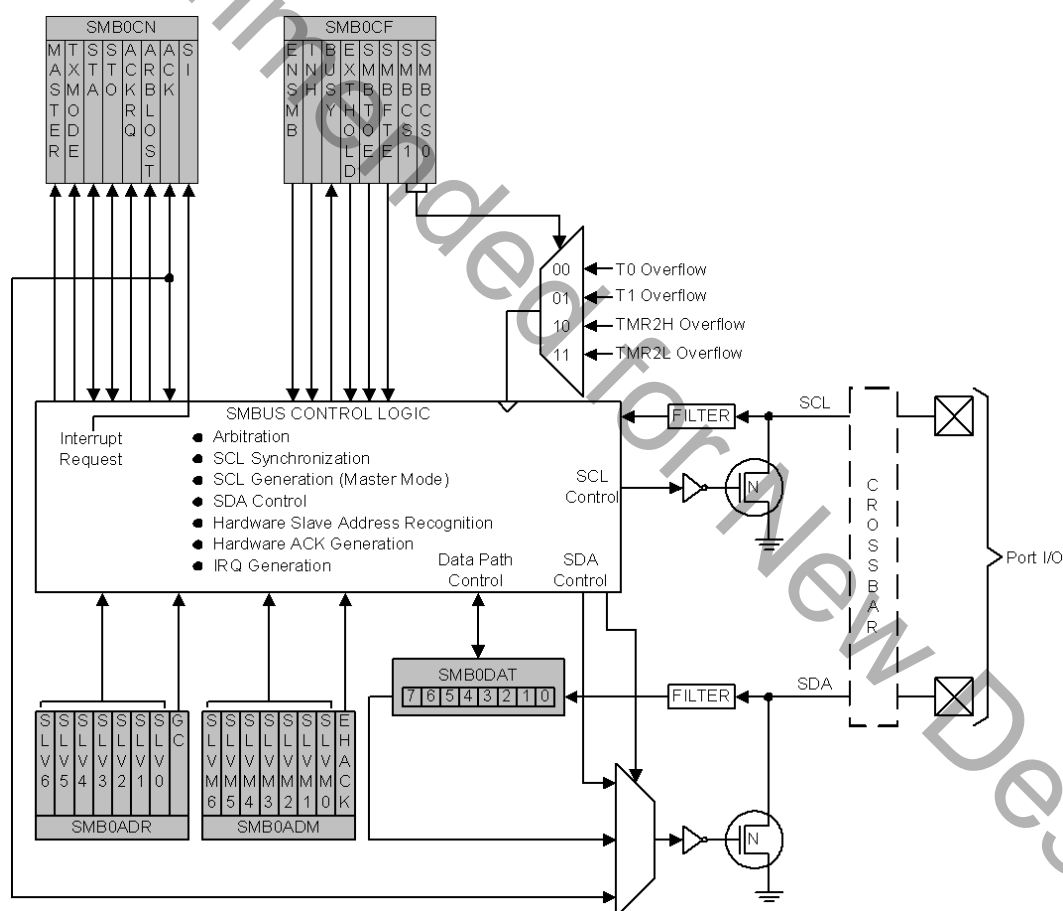 SMB0CN
MASTER
TXMODE
STA
STO
ACKRQ
ARBLOST
ACK
SI
SMB0CF
ENSMB
INH
BUSY
EXTHOLD
SMBTOE
SMBFTE
SMBCS1
SMBCS0
00
01
10
11
T0 Overflow
T1 Overflow
TMR2H Overflow
TMR2L Overflow
SMBUS CONTROL LOGIC
Interrupt
Request
Arbitration
SCL Synchronization
SCL Generation (Master Mode)
SDA Control
Hardware Slave Address Recognition
Hardware ACK Generation
IRQ Generation
SCL
Control
Data Path
Control
SDA
Control
FILTER
SCL
N
CROSSBAR
Port I/O
SMB0DAT
7 6 5 4 3 2 1 0
FILTER
SDA
N
SLV6
SLV5
SLV4
SLV3
SLV2
SLV1
SLV0
GC
SMB0ADR
SLVM6
SLVM5
SLVM4
SLVM3
SLVM2
SLVM1
SLVM0
EHACK
SMB0ADM
for New